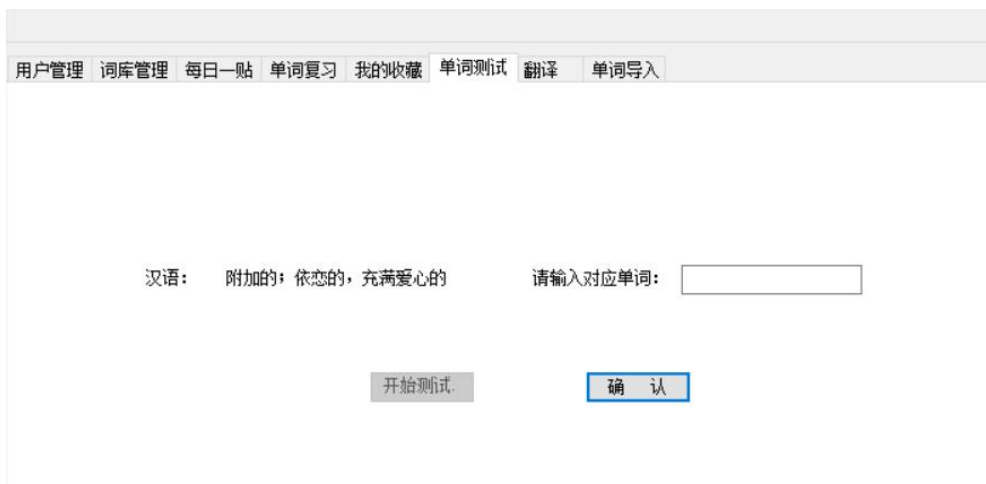 用户管理 词库管理 每日一贴 单词复习 我的收藏 单词测试 翻译 单词导入
汉语： 附加的；依恋的，充满爱心的 请输入对应单词：
开始测试. 确 认